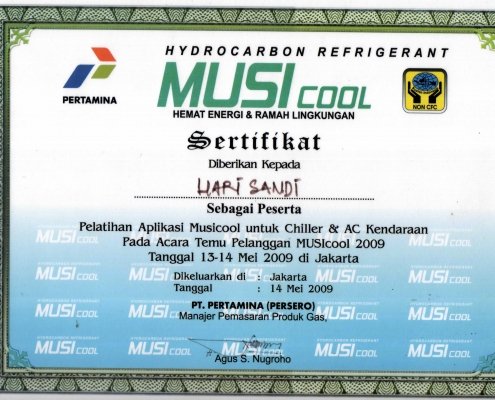 HYDROCARBON REFRIGERANT
PERTAMINA
MUSI COOL
NON CFC
HEMAT ENERGI & RAMAH LINGKUNGAN
Sertifikat
Diberikan Kepada
HARI SANDI
Sebagai Peserta
Pelatihan Aplikasi Musicool untuk Chiller & AC Kendaraan
Pada Acara Temu Pelanggan MUSIcool 2009
Tanggal 13-14 Mei 2009 di Jakarta
Dikeluarkan di : Jakarta
Tanggal : 14 Mei 2009
PT. PERTAMINA (PERSERO)
Manajer Pemasaran Produk Gas,
Agus S. Nugroho